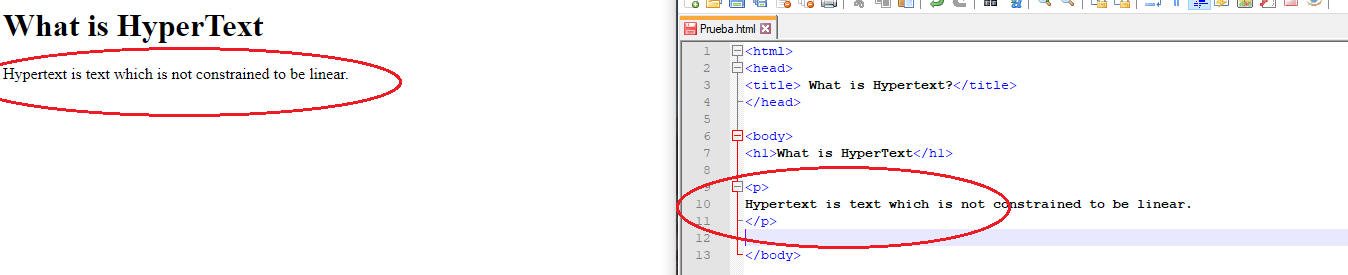 What is HyperText
Hypertext is text which is not constrained to be linear.
Prueba.html
1 <html>
2 <head>
3 <title> What is Hypertext?</title>
4 </head>
5
6 <body>
7 <h1>What is HyperText</h1>
8
9 <p>
10 Hypertext is text which is not constrained to be linear.
11 </p>
12
13 </body>